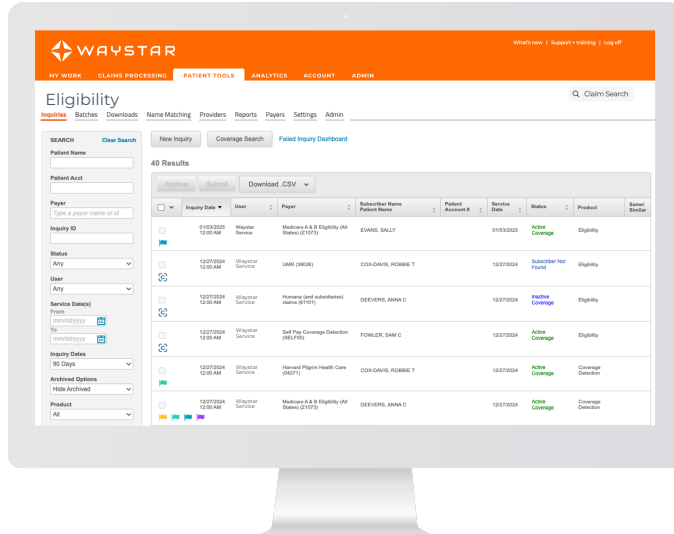 WAYSTAR
What's new | Support + training | Log off
MY WORK CLAIMS PROCESSING PATIENT TOOLS ANALYTICS ACCOUNT ADMIN
Eligibility
Claim Search
Inquiries Batches Downloads Name Matching Providers Reports Payers Settings Admin
SEARCH Clear Search
Patient Name
Patient Acct
Payer
Type a payer name or id
Inquiry ID
Status
Any
User
Any
Service Date(s)
From
mm/dd/yyyy
To
mm/dd/yyyy
Inquiry Dates
90 Days
Archived Options
Hide Archived
Product
All
New Inquiry Coverage Search Failed Inquiry Dashboard
40 Results
Archive Submit Download .CSV
Inquiry Date User Payer Subscriber Name Patient Name Patient Account # Service Date Status Product Same/ Similar
01/03/2025 12:00 AM Waystar Service Medicare A & B Eligibility (All States) (Z1073) EVANS, SALLY 01/03/2025 Active Coverage Eligibility
12/27/2024 12:00 AM Waystar Service UMR (39026) COX-DAVIS, ROBBIE T 12/27/2024 Subscriber Not Found Eligibility
12/27/2024 12:00 AM Waystar Service Humana (and subsidiaries) claims (61101) DEEVERS, ANNA C 12/27/2024 Inactive Coverage Eligibility
12/27/2024 12:00 AM Waystar Service Self Pay Coverage Detection (SELF00) FOWLER, SAM C 12/27/2024 Active Coverage Eligibility
12/27/2024 12:00 AM Waystar Service Harvard Pilgrim Health Care (04271) COX-DAVIS, ROBBIE T 12/27/2024 Active Coverage Coverage Detection
12/27/2024 12:00 AM Waystar Service Medicare A & B Eligibility (All States) (Z1073) DEEVERS, ANNA C 12/27/2024 Active Coverage Coverage Detection